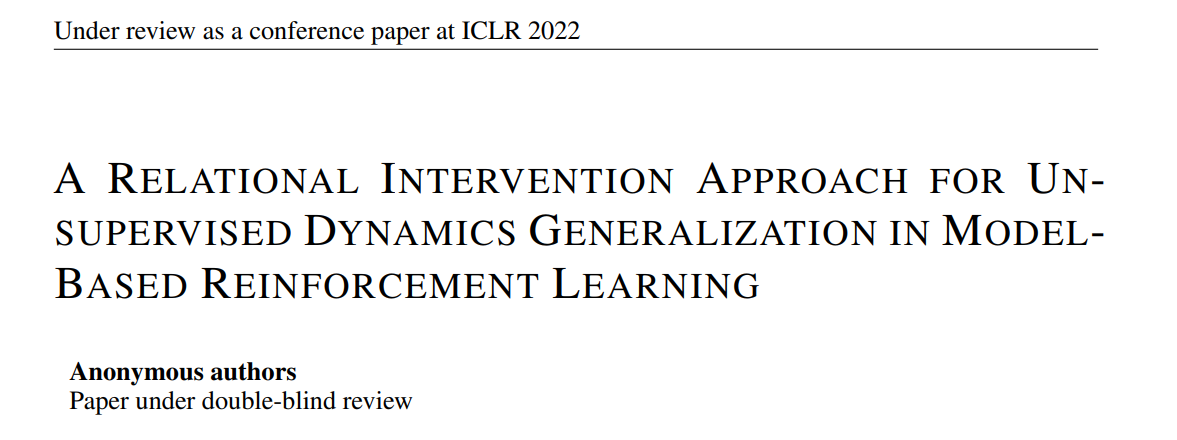 Under review as a conference paper at ICLR 2022
A RELATIONAL INTERVENTION APPROACH FOR UN-
SUPERVISED DYNAMICS GENERALIZATION IN MODEL-
BASED REINFORCEMENT LEARNING
Anonymous authors
Paper under double-blind review